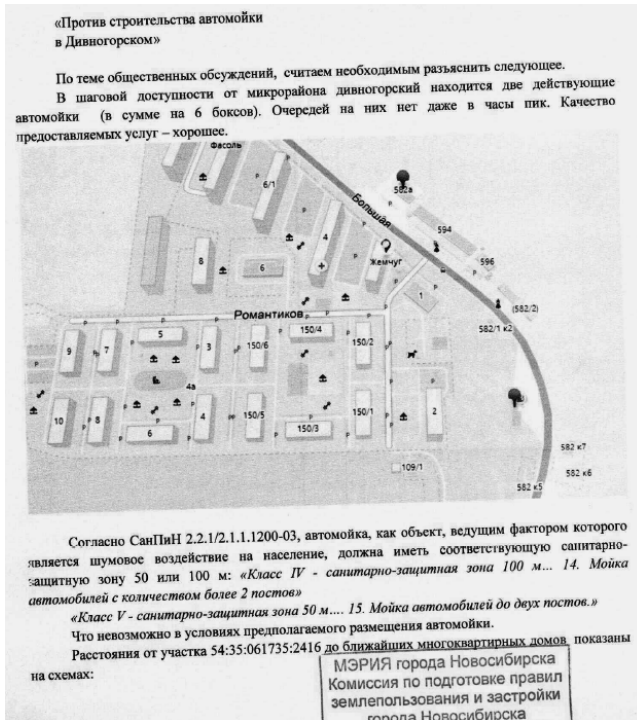 «Против строительства автомойки
в Дивногорском»
По теме общественных обсуждений, считаем необходимым разъяснить следующее.
В шаговой доступности от микрорайона дивногорский находится две действующие
автомойки (в сумме на 6 боксов). Очередей на них нет даже в часы пик. Качество
предоставляемых услуг – хорошее.
Фасоль
6/1
Большая
582а
594
596
4
8
6
Жемчуг
1
(582/2)
582/1 к2
Романтиков
5
3
150/6
150/4
150/2
9
7
4а
2
10
8
6
4
150/5
150/3
150/1
109/1
582 к7
582 к6
582 к5
Согласно СанПиН 2.2.1/2.1.1.1200-03, автомойка, как объект, ведущим фактором которого
является шумовое воздействие на население, должна иметь соответствующую санитарно-
защитную зону 50 или 100 м: «Класс IV - санитарно-защитная зона 100 м... 14. Мойка
автомобилей с количеством более 2 постов»
«Класс V - санитарно-защитная зона 50 м.... 15. Мойка автомобилей до двух постов.»
Что невозможно в условиях предполагаемого размещения автомойки.
Расстояния от участка 54:35:061735:2416 до ближайших многоквартирных домов показаны
на схемах:
МЭРИЯ города Новосибирска
Комиссия по подготовке правил
землепользования и застройки
города Новосибирска